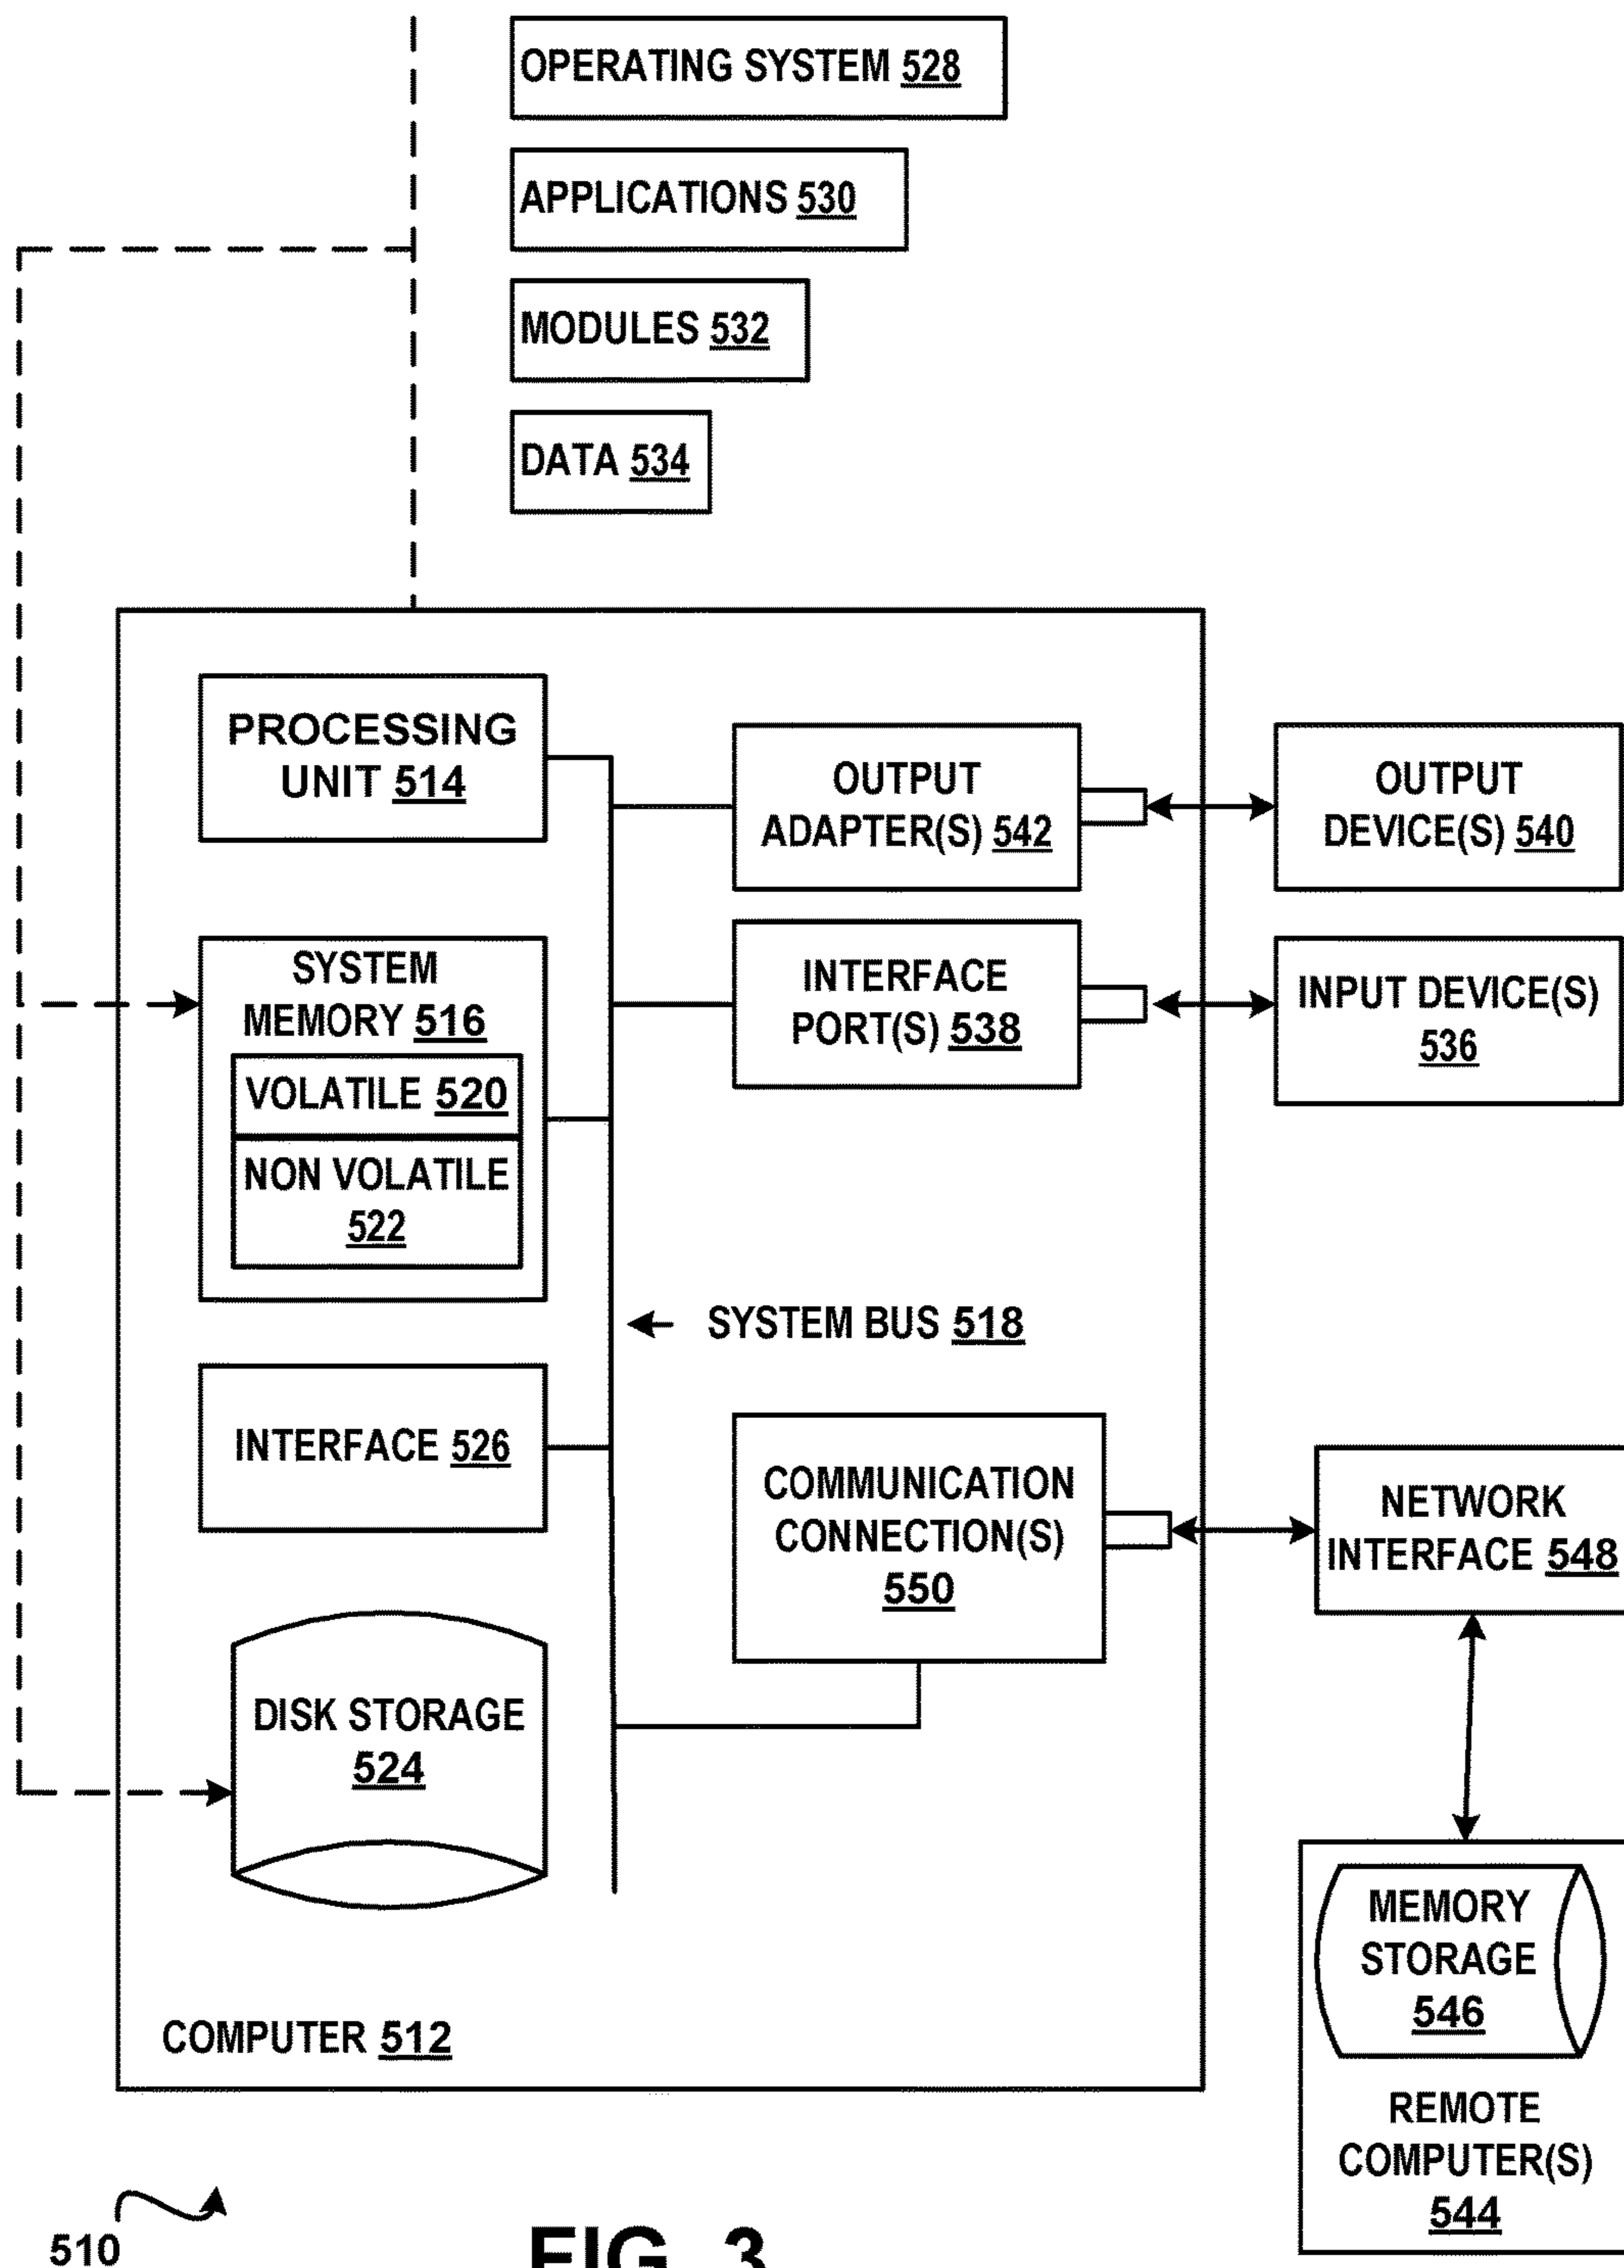 OPERATING SYSTEM 528
APPLICATIONS 530
MODULES 532
DATA 534
PROCESSING
UNIT 514
OUTPUT
ADAPTER(S) 542
OUTPUT
DEVICE(S) 540
SYSTEM
MEMORY 516
VOLATILE 520
NON VOLATILE
522
INTERFACE
PORT(S) 538
INPUT DEVICE(S)
536
SYSTEM BUS 518
INTERFACE 526
COMMUNICATION
CONNECTION(S)
550
NETWORK
INTERFACE 548
DISK STORAGE
524
MEMORY
STORAGE
546
REMOTE
COMPUTER(S)
544
COMPUTER 512
510
FIG. 3